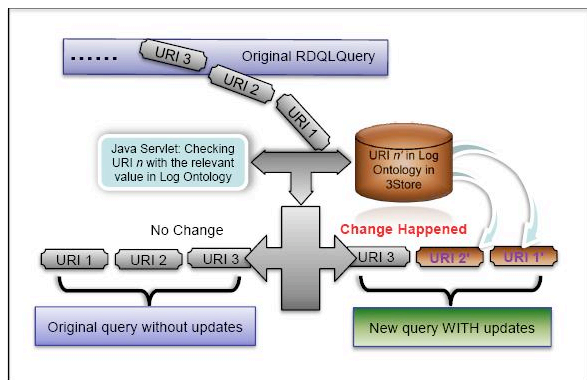 ...... URI 3 Original RDQLQuery
URI 2
URI 1
Java Servlet: Checking
URI n with the relevant
value in Log Ontology
URI n' in Log
Ontology in
3Store
No Change
Change Happened
URI 1 URI 2 URI 3
URI 3 URI 2' URI 1'
Original query without updates
New query WITH updates